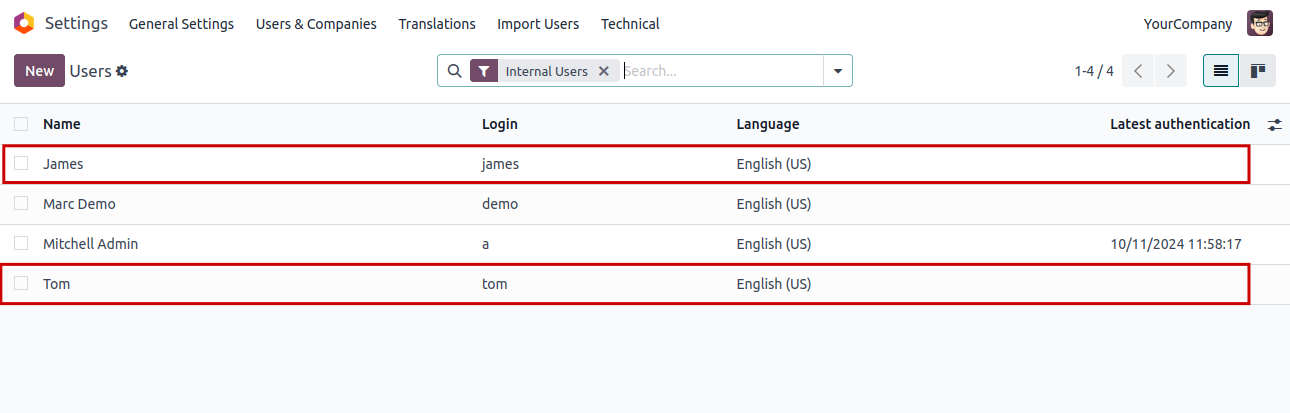 Settings General Settings Users & Companies Translations Import Users Technical YourCompany
New Users Internal Users Search... 1-4 / 4
Name Login Language Latest authentication
James james English (US)
Marc Demo demo English (US)
Mitchell Admin a English (US) 10/11/2024 11:58:17
Tom tom English (US)